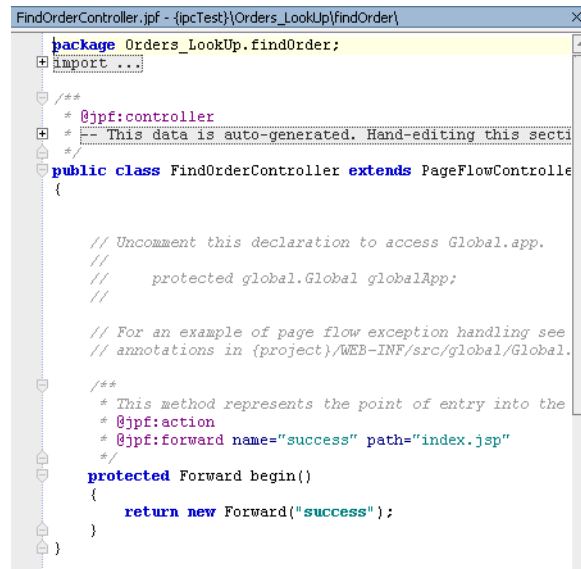 FindOrderController.jpf - {ipcTest}\Orders_LookUp\findOrder\
package Orders_LookUp.findOrder;
import ...
/**
* @jpf:controller
* -- This data is auto-generated. Hand-editing this secti
*/
public class FindOrderController extends PageFlowControlle
{
// Uncomment this declaration to access Global.app.
//
//     protected global.Global globalApp;
//
// For an example of page flow exception handling see
// annotations in {project}/WEB-INF/src/global/Global.
/**
* This method represents the point of entry into the
* @jpf:action
* @jpf:forward name="success" path="index.jsp"
*/
protected Forward begin()
{
return new Forward("success");
}
}